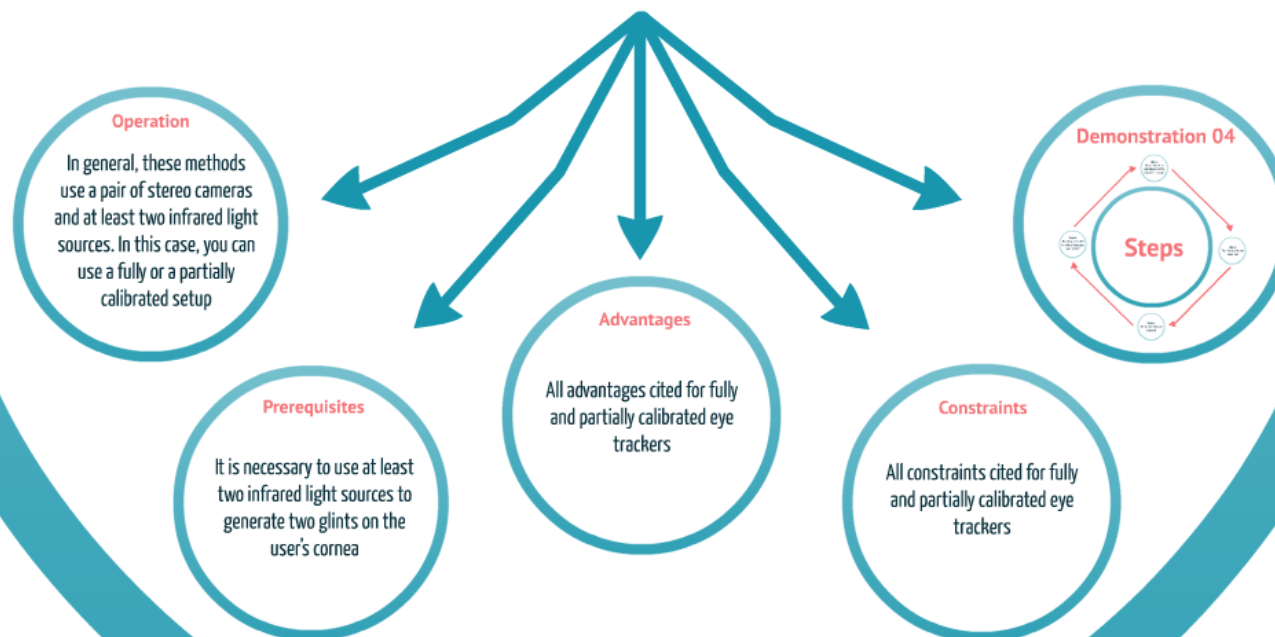 Operation
In general, these methods
use a pair of stereo cameras
and at least two infrared light
sources. In this case, you can
use a fully or a partially
calibrated setup
Prerequisites
It is necessary to use at least
two infrared light sources to
generate two glints on the
user's cornea
Advantages
All advantages cited for fully
and partially calibrated eye
trackers
Constraints
All constraints cited for fully
and partially calibrated eye
trackers
Demonstration 04
Steps